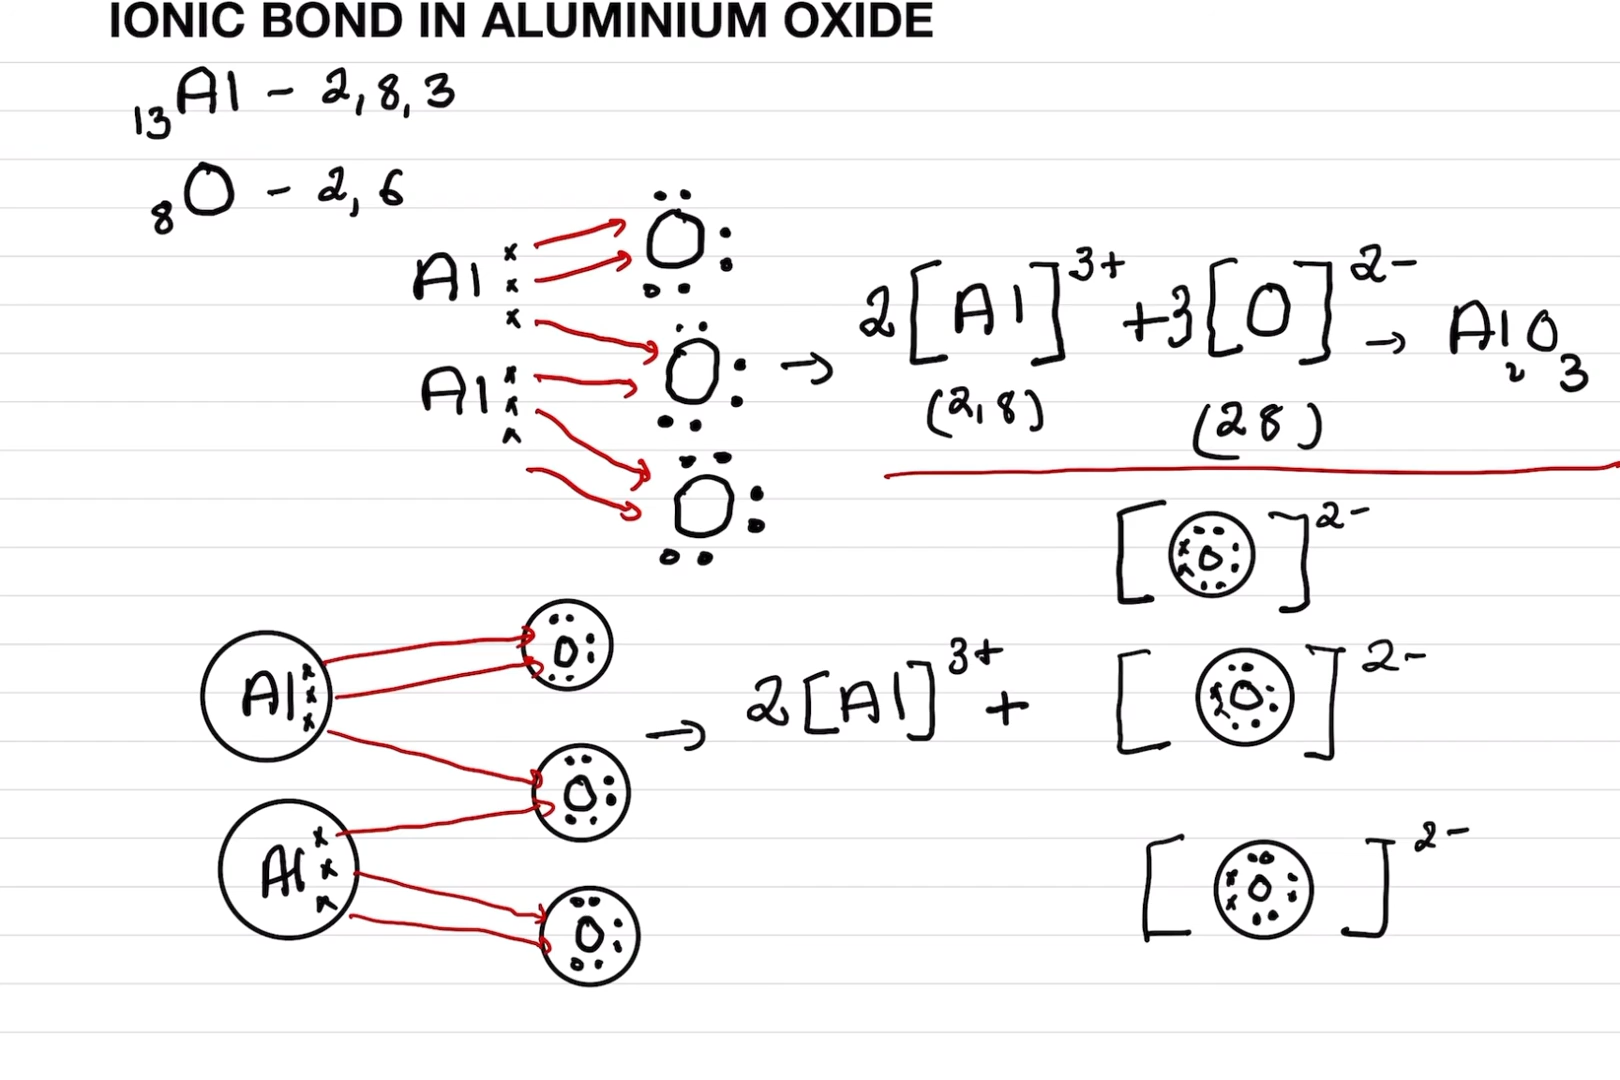 IONIC BOND IN ALUMINIUM OXIDE
₁₃Al - 2,8,3
₈O - 2,6
Al O
Al O → 2[Al]³⁺ +3[O]²⁻ → Al₂O₃
(2,8) (28)
O
[O]²⁻
Al O
→ 2[Al]³⁺ + [O]²⁻
O
Al [O]²⁻
O